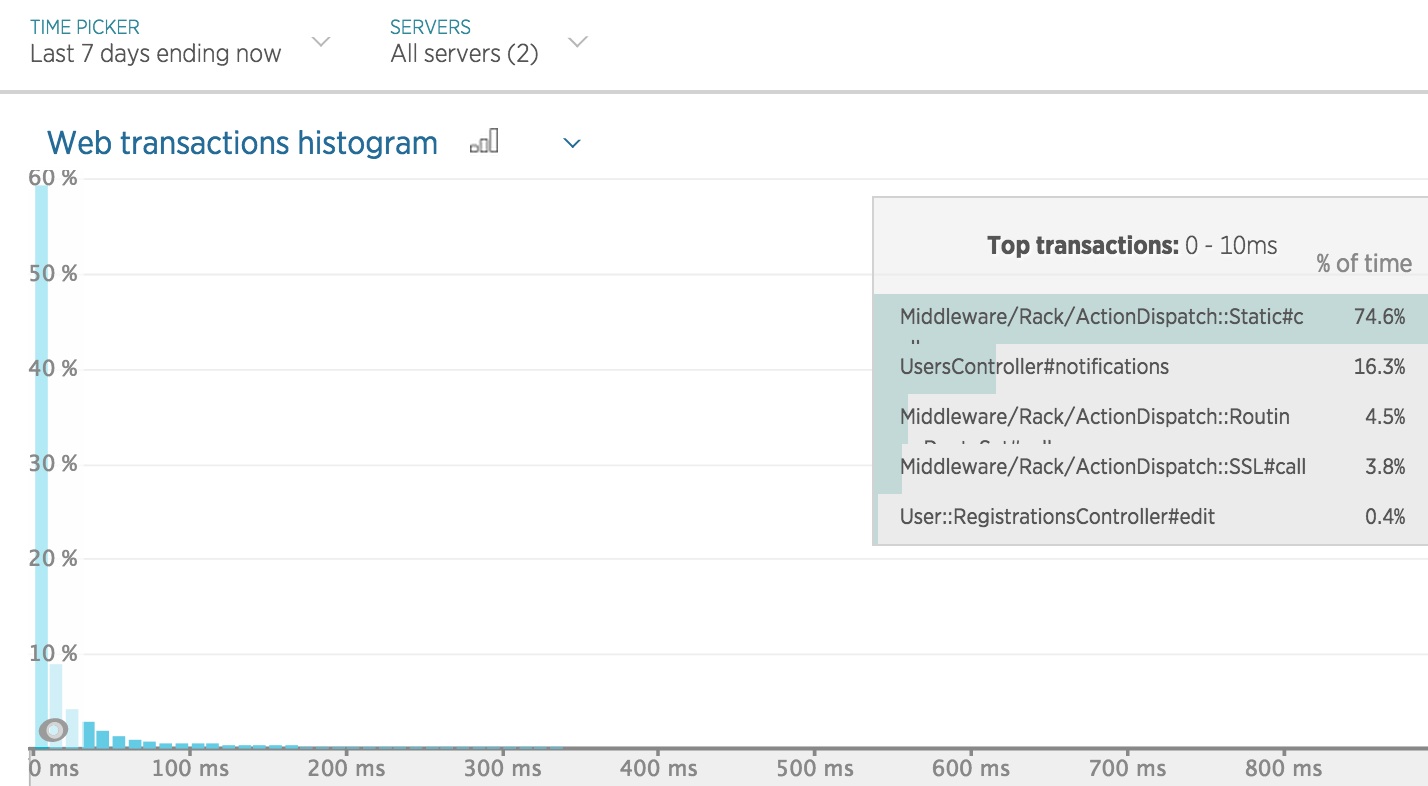 TIME PICKER
Last 7 days ending now
SERVERS
All servers (2)
Web transactions histogram
60 %
50 %
40 %
30 %
20 %
10 %
Top transactions: 0 - 10ms
% of time
Middleware/Rack/ActionDispatch::Static#c 74.6%
UsersController#notifications 16.3%
Middleware/Rack/ActionDispatch::Routin 4.5%
Middleware/Rack/ActionDispatch::SSL#call 3.8%
User::RegistrationsController#edit 0.4%
0 ms 100 ms 200 ms 300 ms 400 ms 500 ms 600 ms 700 ms 800 ms